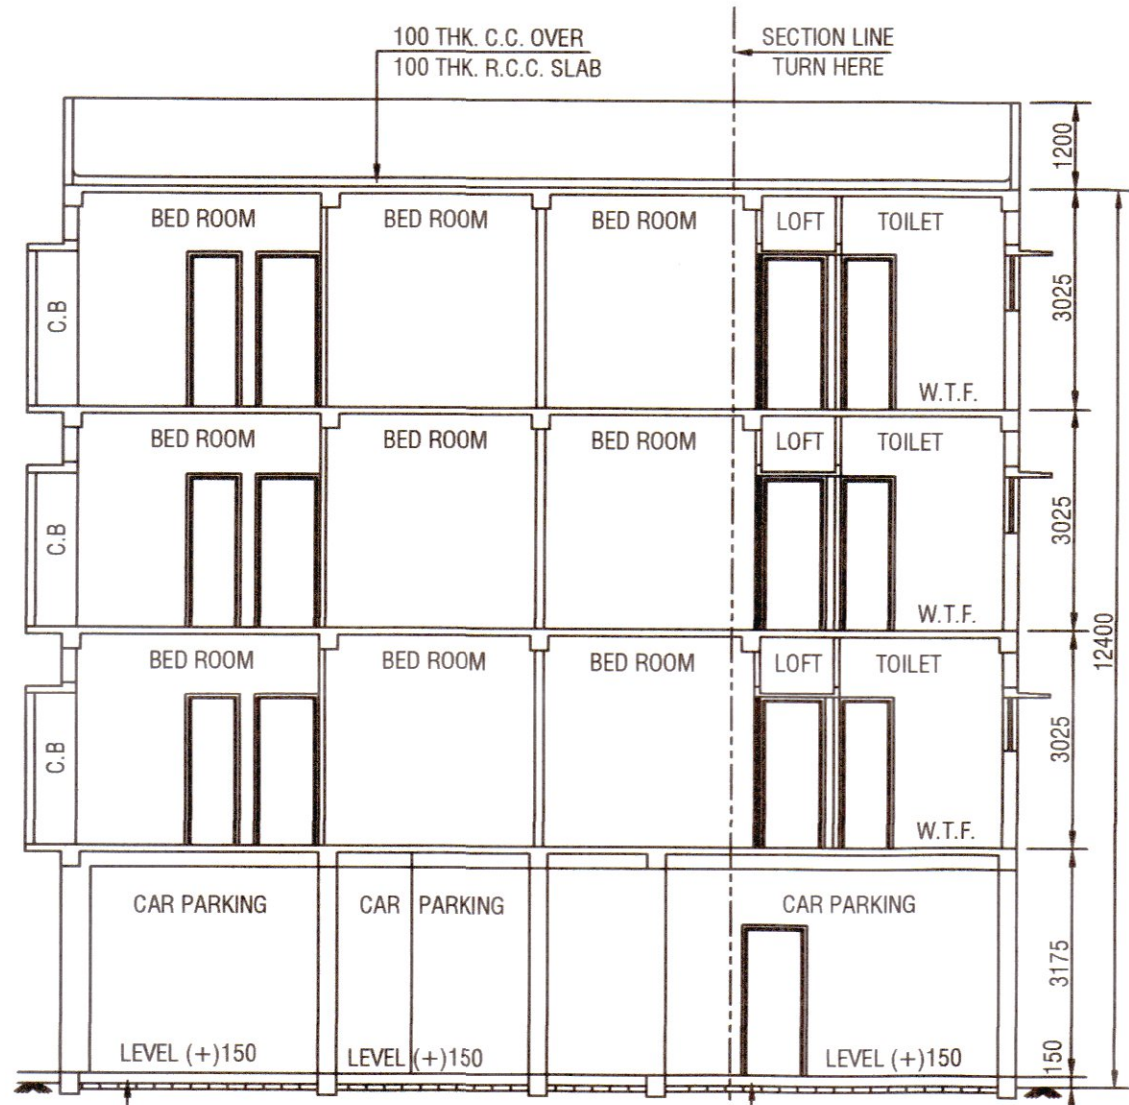 100 THK. C.C. OVER
100 THK. R.C.C. SLAB
SECTION LINE
TURN HERE
1200
BED ROOM
BED ROOM
BED ROOM
LOFT
TOILET
C.B
3025
W.T.F.
BED ROOM
BED ROOM
BED ROOM
LOFT
TOILET
C.B
3025
W.T.F.
12400
BED ROOM
BED ROOM
BED ROOM
LOFT
TOILET
C.B
3025
W.T.F.
CAR PARKING
CAR PARKING
CAR PARKING
3175
LEVEL (+)150
LEVEL (+)150
LEVEL (+)150
150